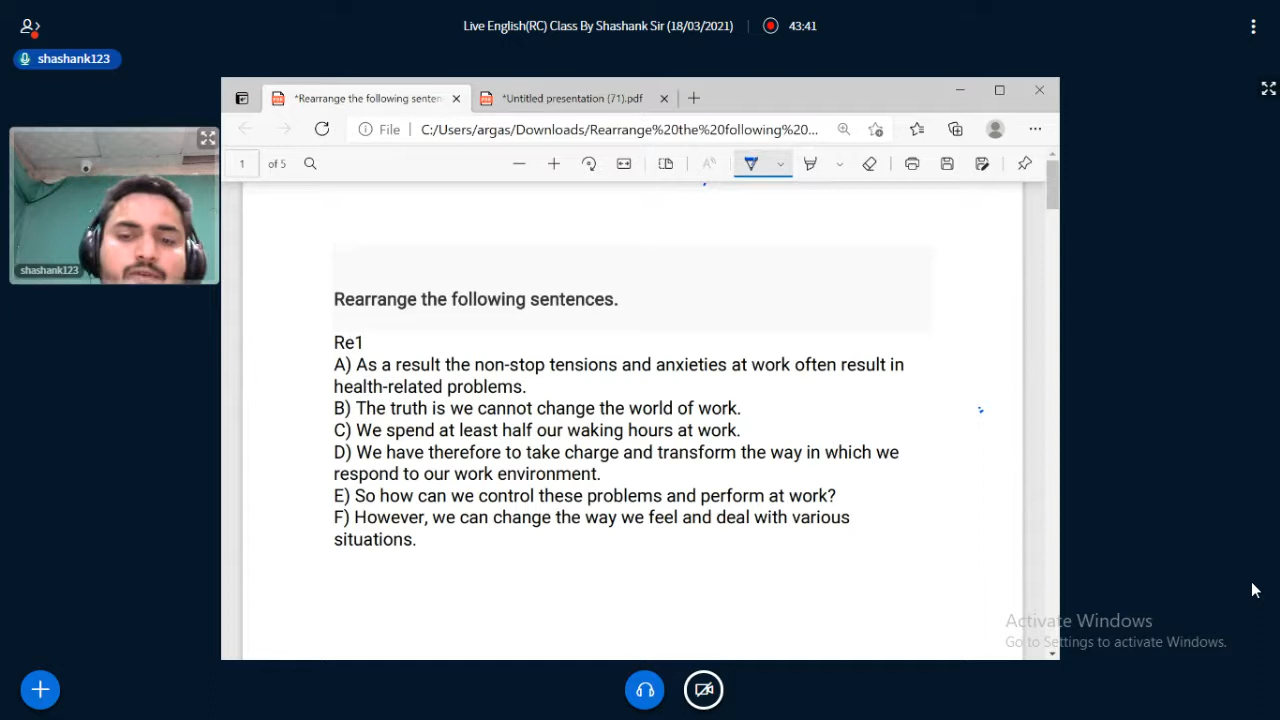 Live English(RC) Class By Shashank Sir (18/03/2021)
43:41
shashank123
*Rearrange the following senten
*Untitled presentation (71).pdf
File
C:/Users/argas/Downloads/Rearrange%20the%20following%20...
1
of 5
shashank123
Rearrange the following sentences.
Re1
A) As a result the non-stop tensions and anxieties at work often result in
health-related problems.
B) The truth is we cannot change the world of work.
C) We spend at least half our waking hours at work.
D) We have therefore to take charge and transform the way in which we
respond to our work environment.
E) So how can we control these problems and perform at work?
F) However, we can change the way we feel and deal with various
situations.
Activate Windows
Go to Settings to activate Windows.